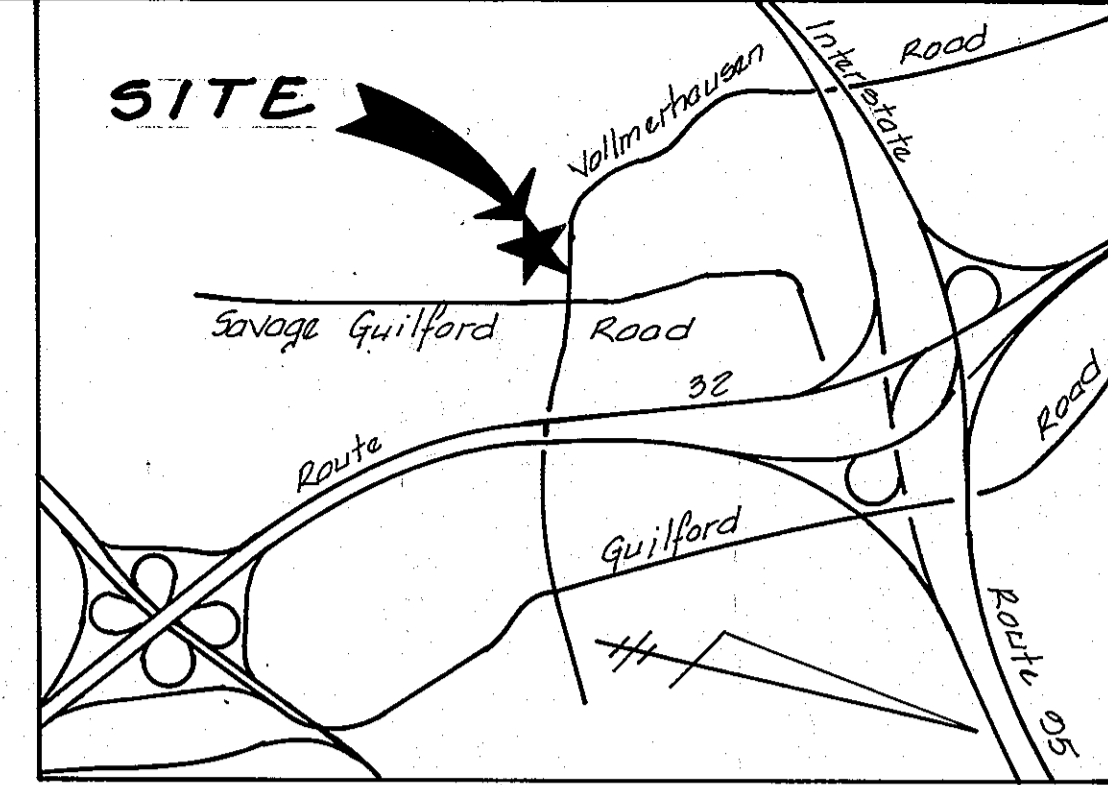 SITE
Vollmerhausen
Road
Interstate
Savage Guilford Road
32
Route
Guilford
Road
Route 95